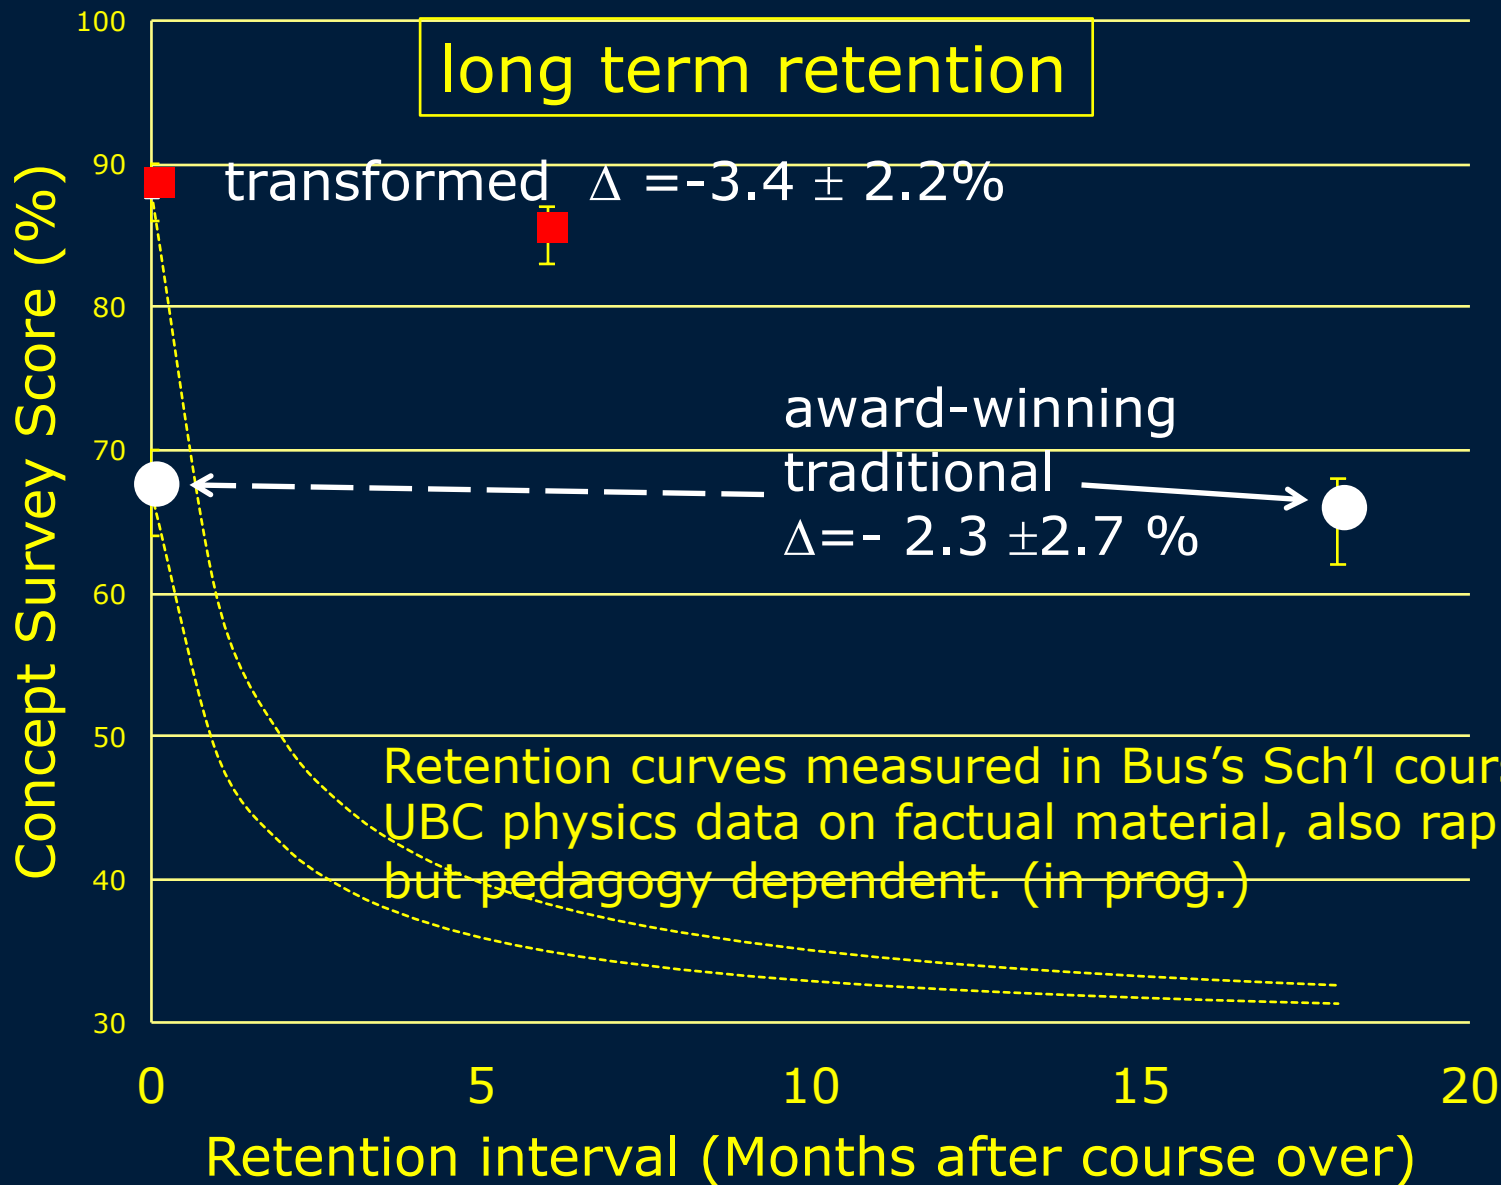 long term retention
100
90
80
70
60
50
40
30
Concept Survey Score (%)
transformed Δ =-3.4 ± 2.2%
award-winning
traditional
Δ=- 2.3 ±2.7 %
Retention curves measured in Bus's Sch'l
UBC physics data on factual material, also
but pedagogy dependent. (in prog.)
0 5 10 15 20
Retention interval (Months after course over)